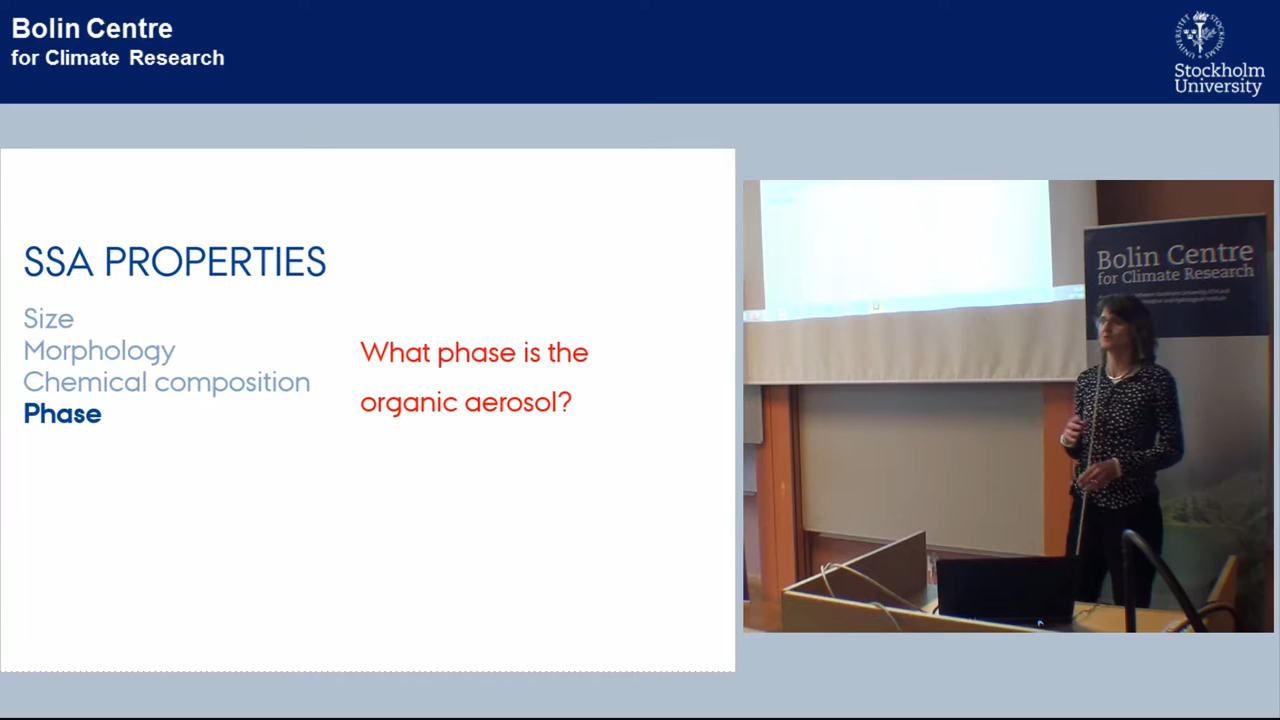 Bolin Centre
for Climate Research
Stockholm
University
SSA PROPERTIES
Size
Morphology
Chemical composition
Phase
What phase is the
organic aerosol?
Bolin Centre
for Climate Research